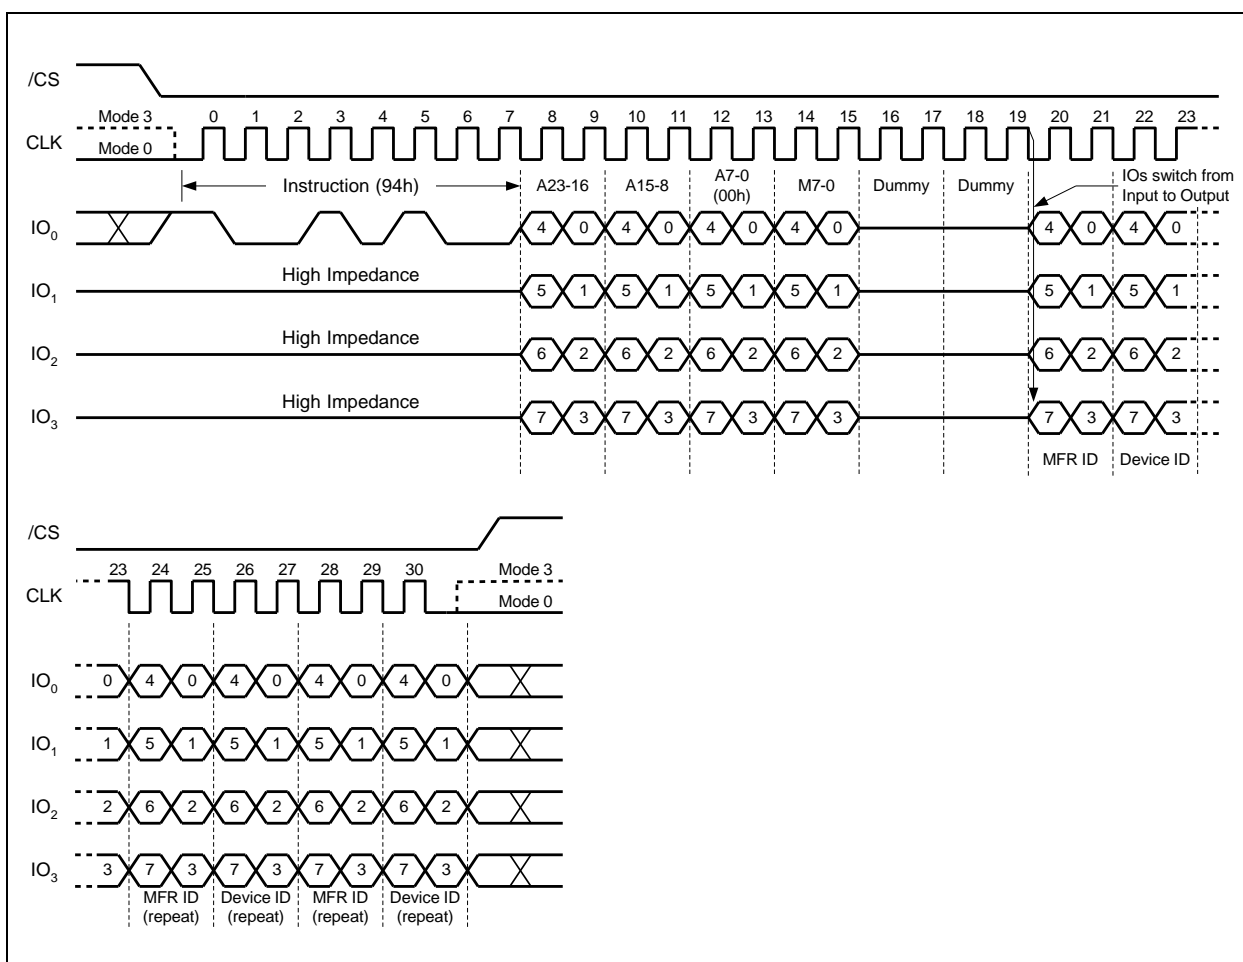 /CS
Mode 3 0 1 2 3 4 5 6 7 8 9 10 11 12 13 14 15 16 17 18 19 20 21 22 23
CLK Mode 0
Instruction (94h) A23-16 A15-8 A7-0 (00h) M7-0 Dummy Dummy IOs switch from Input to Output
IO0 4 0 4 0 4 0 4 0 4 0 4 0
High Impedance
IO1 5 1 5 1 5 1 5 1 5 1 5 1
High Impedance
IO2 6 2 6 2 6 2 6 2 6 2 6 2
High Impedance
IO3 7 3 7 3 7 3 7 3 7 3 7 3
MFR ID Device ID
/CS
23 24 25 26 27 28 29 30 Mode 3
CLK Mode 0
IO0 0 4 0 4 0 4 0 4 0
IO1 1 5 1 5 1 5 1 5 1
IO2 2 6 2 6 2 6 2 6 2
IO3 3 7 3 7 3 7 3 7 3
MFR ID Device ID MFR ID Device ID
(repeat) (repeat) (repeat) (repeat)